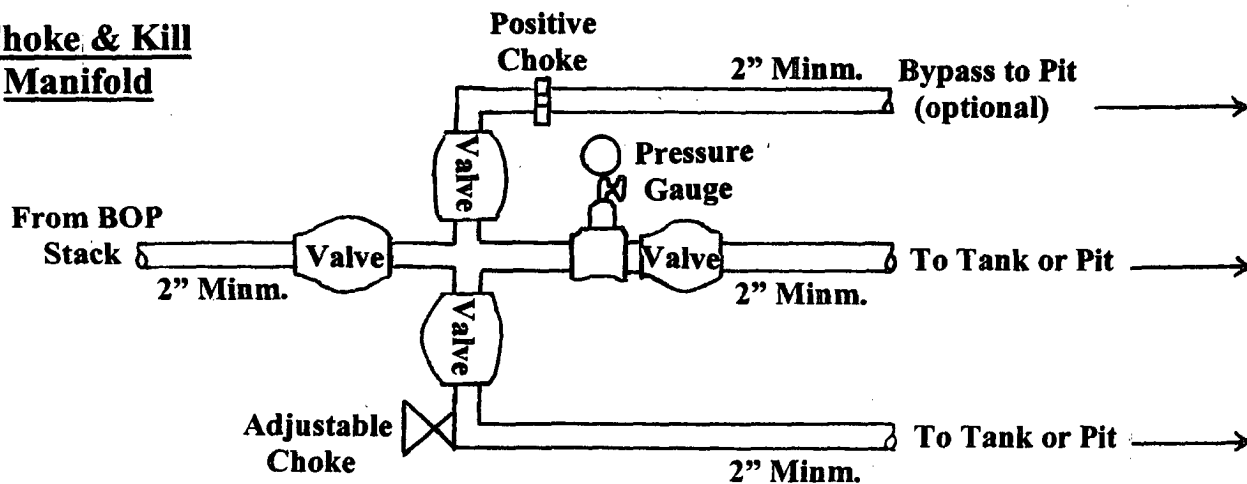 hoke & Kill
Manifold
Positive
Choke
2” Minm.
Bypass to Pit
(optional)
Valve
Pressure
Gauge
From BOP
Stack
Valve
Valve
To Tank or Pit
2” Minm.
2” Minm.
Valve
Adjustable
Choke
To Tank or Pit
2” Minm.